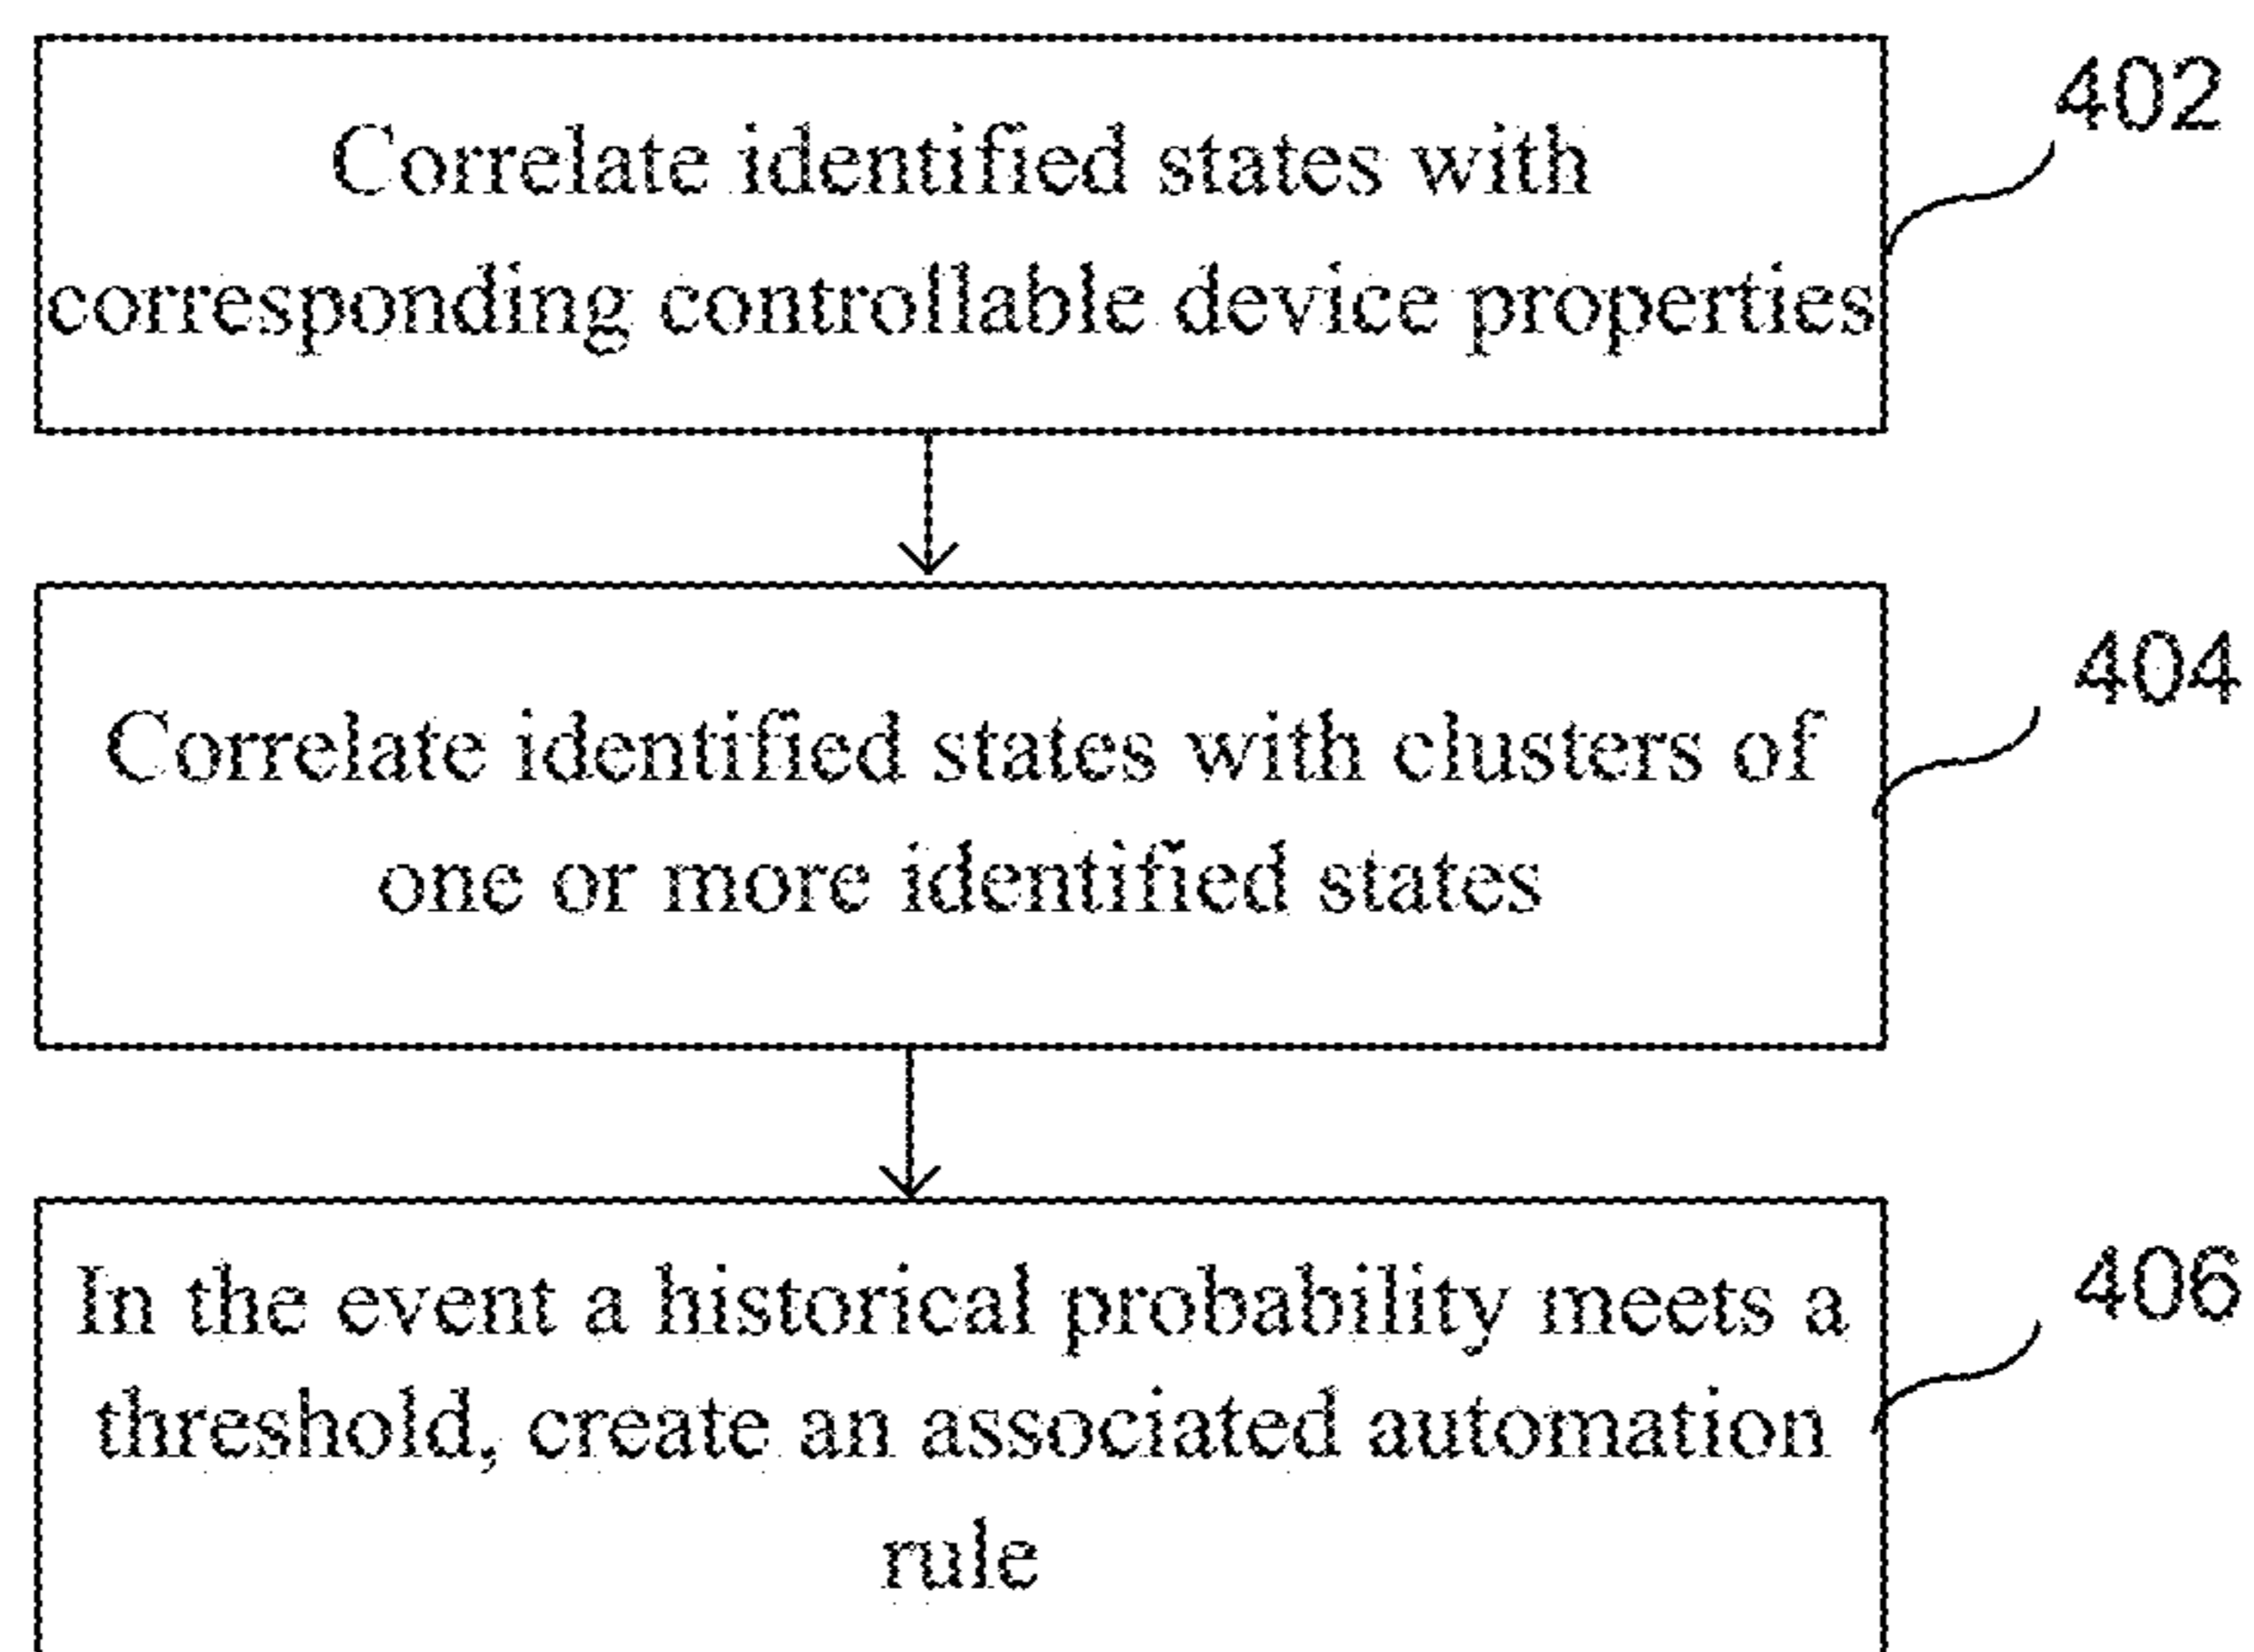 402
Correlate identified states with
corresponding controllable device properties
404
Correlate identified states with clusters of
one or more identified states
406
In the event a historical probability meets a
threshold, create an associated automation
rule